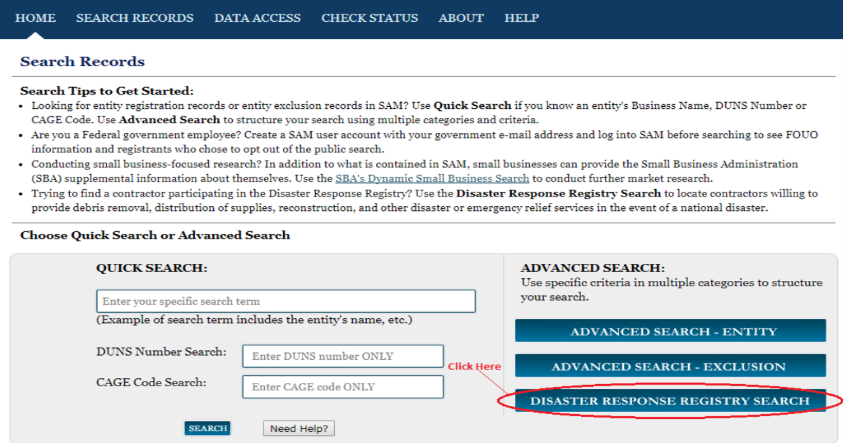 HOME SEARCH RECORDS DATA ACCESS CHECK STATUS ABOUT HELP
Search Records
Search Tips to Get Started:
• Looking for entity registration records or entity exclusion records in SAM? Use Quick Search if you know an entity's Business Name, DUNS Number or
CAGE Code. Use Advanced Search to structure your search using multiple categories and criteria.
• Are you a Federal government employee? Create a SAM user account with your government e-mail address and log into SAM before searching to see FOUO
information and registrants who chose to opt out of the public search.
• Conducting small business-focused research? In addition to what is contained in SAM, small businesses can provide the Small Business Administration
(SBA) supplemental information about themselves. Use the SBA's Dynamic Small Business Search to conduct further market research.
• Trying to find a contractor participating in the Disaster Response Registry? Use the Disaster Response Registry Search to locate contractors willing to
provide debris removal, distribution of supplies, reconstruction, and other disaster or emergency relief services in the event of a national disaster.
Choose Quick Search or Advanced Search
QUICK SEARCH:
Enter your specific search term
(Example of search term includes the entity's name, etc.)
DUNS Number Search: Enter DUNS number ONLY
CAGE Code Search: Enter CAGE code ONLY
SEARCH Need Help?
ADVANCED SEARCH:
Use specific criteria in multiple categories to structure
your search.
ADVANCED SEARCH - ENTITY
ADVANCED SEARCH - EXCLUSION
Click Here
DISASTER RESPONSE REGISTRY SEARCH